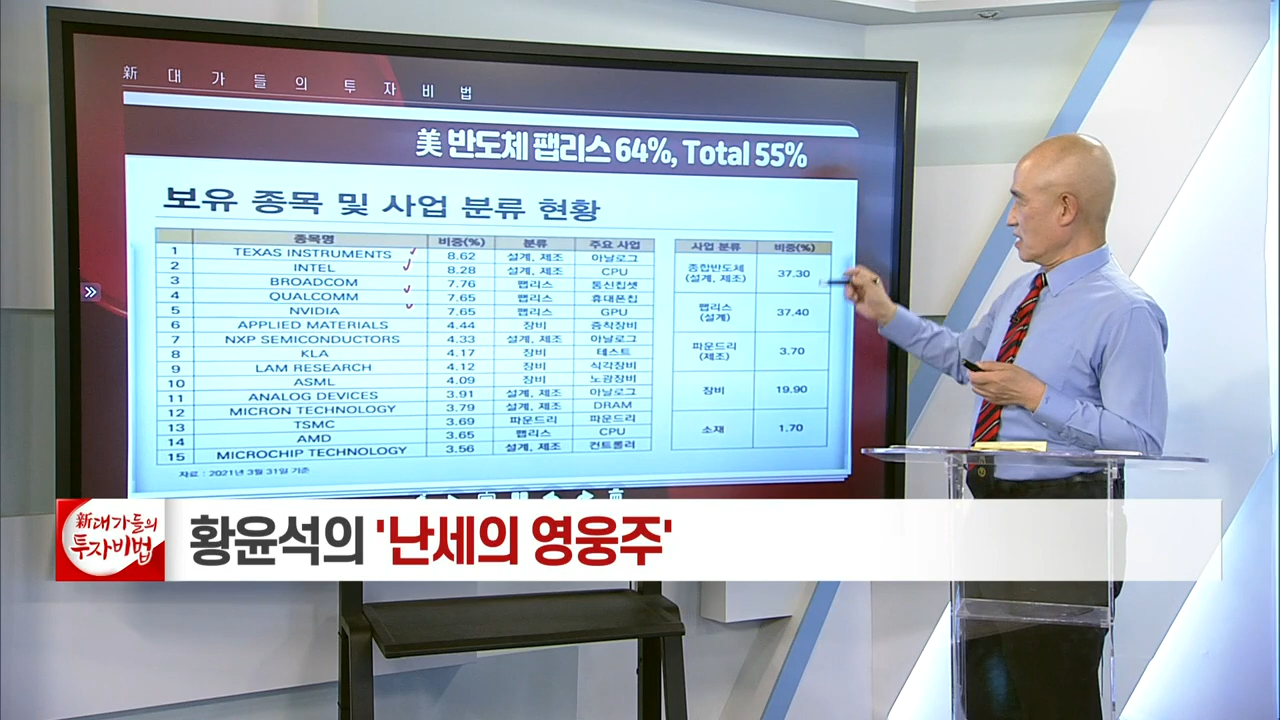 新 대 가 들 의 투 자 비 법
美 반도체 팹리스 64%, Total 55%
보유 종목 및 사업 분류 현황
종목명 비중(%) 분류 주요 사업
1 TEXAS INSTRUMENTS 8.62 설계, 제조 아날로그
2 INTEL 8.28 설계, 제조 CPU
3 BROADCOM 7.76 팹리스 통신칩셋
4 QUALCOMM 7.65 팹리스 휴대폰칩
5 NVIDIA 7.65 팹리스 GPU
6 APPLIED MATERIALS 4.44 장비 증착장비
7 NXP SEMICONDUCTORS 4.33 설계, 제조 아날로그
8 KLA 4.17 장비 테스트
9 LAM RESEARCH 4.12 장비 식각장비
10 ASML 4.09 장비 노광장비
11 ANALOG DEVICES 3.91 설계, 제조 아날로그
12 MICRON TECHNOLOGY 3.79 설계, 제조 DRAM
13 TSMC 3.69 파운드리 파운드리
14 AMD 3.65 팹리스 CPU
15 MICROCHIP TECHNOLOGY 3.56 설계, 제조 컨트롤러
자료 : 2021년 3월 31일 기준
사업 분류 비중(%)
종합반도체
(설계, 제조) 37.30
팹리스
(설계) 37.40
파운드리
(제조) 3.70
장비 19.90
소재 1.70
新대가들의
투자비법
황윤석의 '난세의 영웅주'